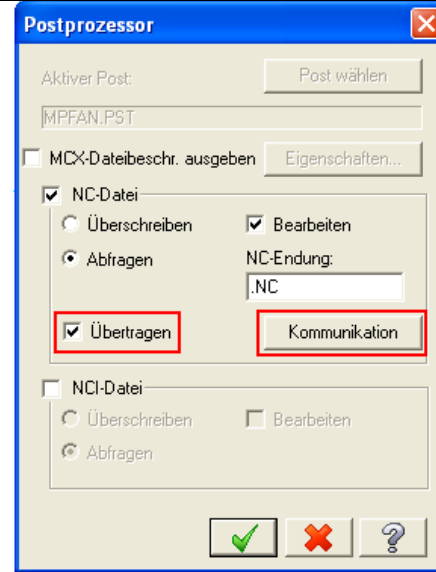 Postprozessor
Aktiver Post:
Post wählen
MPFAN.PST
MCX-Dateibeschr. ausgeben
Eigenschaften...
NC-Datei
Überschreiben
Bearbeiten
Abfragen
NC-Endung:
.NC
Übertragen
Kommunikation
NCI-Datei
Überschreiben
Bearbeiten
Abfragen